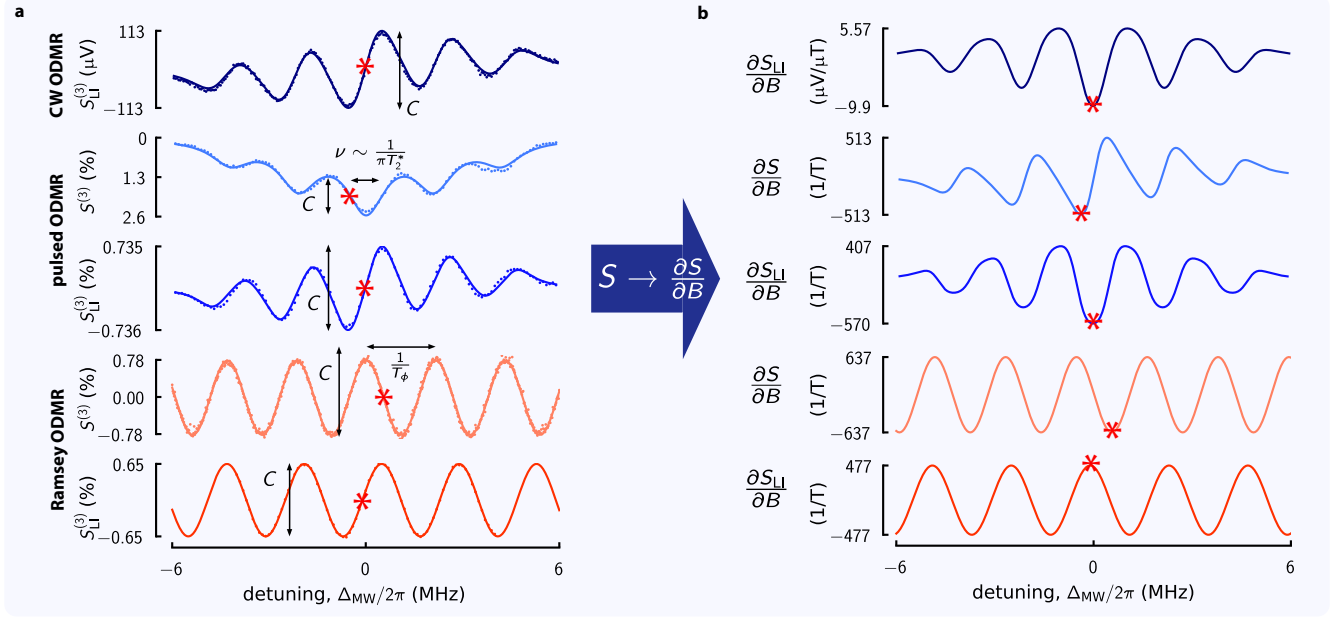 a
CW ODMR
S_LI^(3) (μV)
113
−113
C
pulsed ODMR
S^(3) (%)
0
1.3
2.6
ν ∼ 1/(πT_2^*)
C
S_LI^(3) (%)
0.735
−0.736
C
Ramsey ODMR
S^(3) (%)
0.78
0.00
−0.78
C
1/T_ϕ
S_LI^(3) (%)
0.65
−0.65
C
−6 0 6
detuning, Δ_MW/2π (MHz)
S → ∂S/∂B
b
∂S_LI/∂B
(μV/μT)
5.57
−9.9
∂S/∂B
(1/T)
513
−513
∂S_LI/∂B
(1/T)
407
−570
∂S/∂B
(1/T)
637
−637
∂S_LI/∂B
(1/T)
477
−477
−6 0 6
detuning, Δ_MW/2π (MHz)